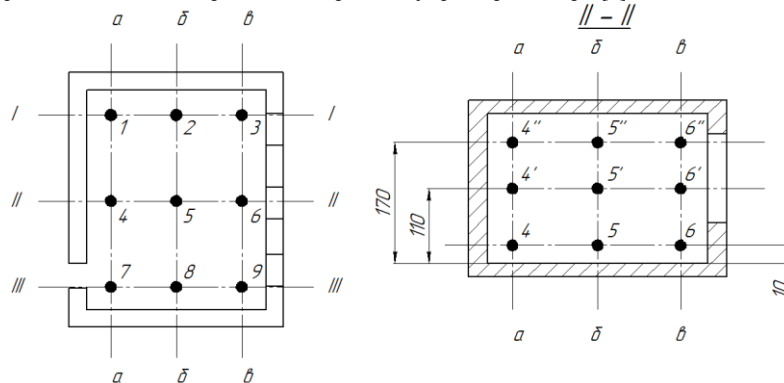 II – II
а б в
I 1 2 3 I
II 4 5 6 II
III 7 8 9 III
а б в
а б в
4" 5" 6"
4' 5' 6'
4 5 6
170
110
10
а б в